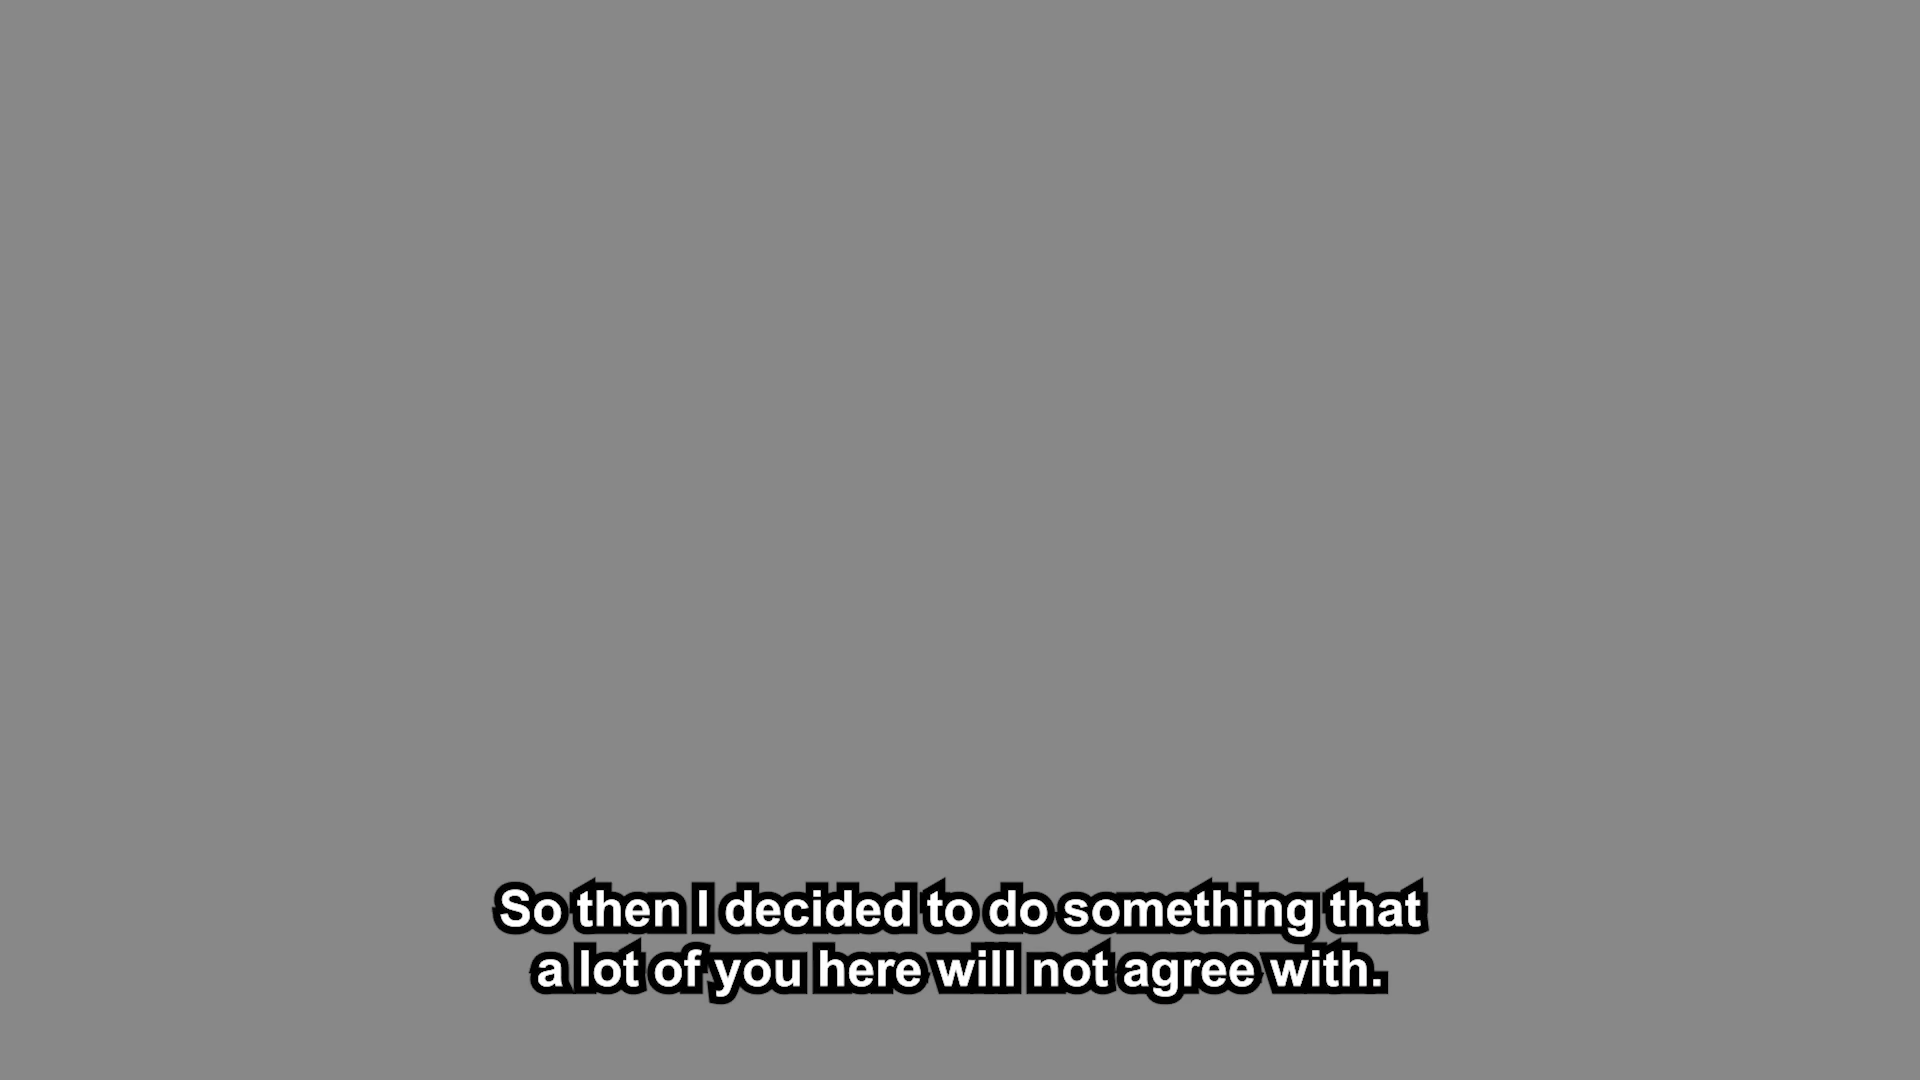 So then I decided to do something that
a lot of you here will not agree with.